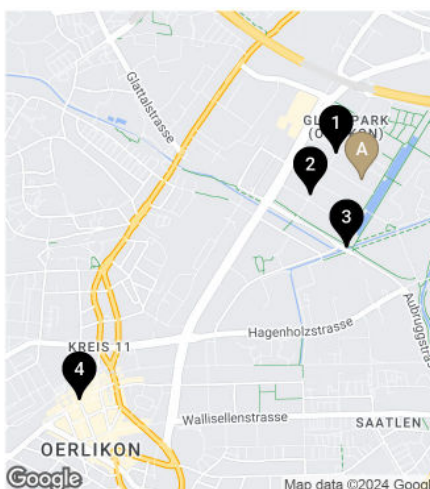 Glattalstrasse
1
GL
PARK
(O
KON)
A
2
3
Aubruggstra
Hagenholzstrasse
KREIS 11
4
Wallisellenstrasse
SAATLEN
OERLIKON
Google
Map data ©2024 Googl